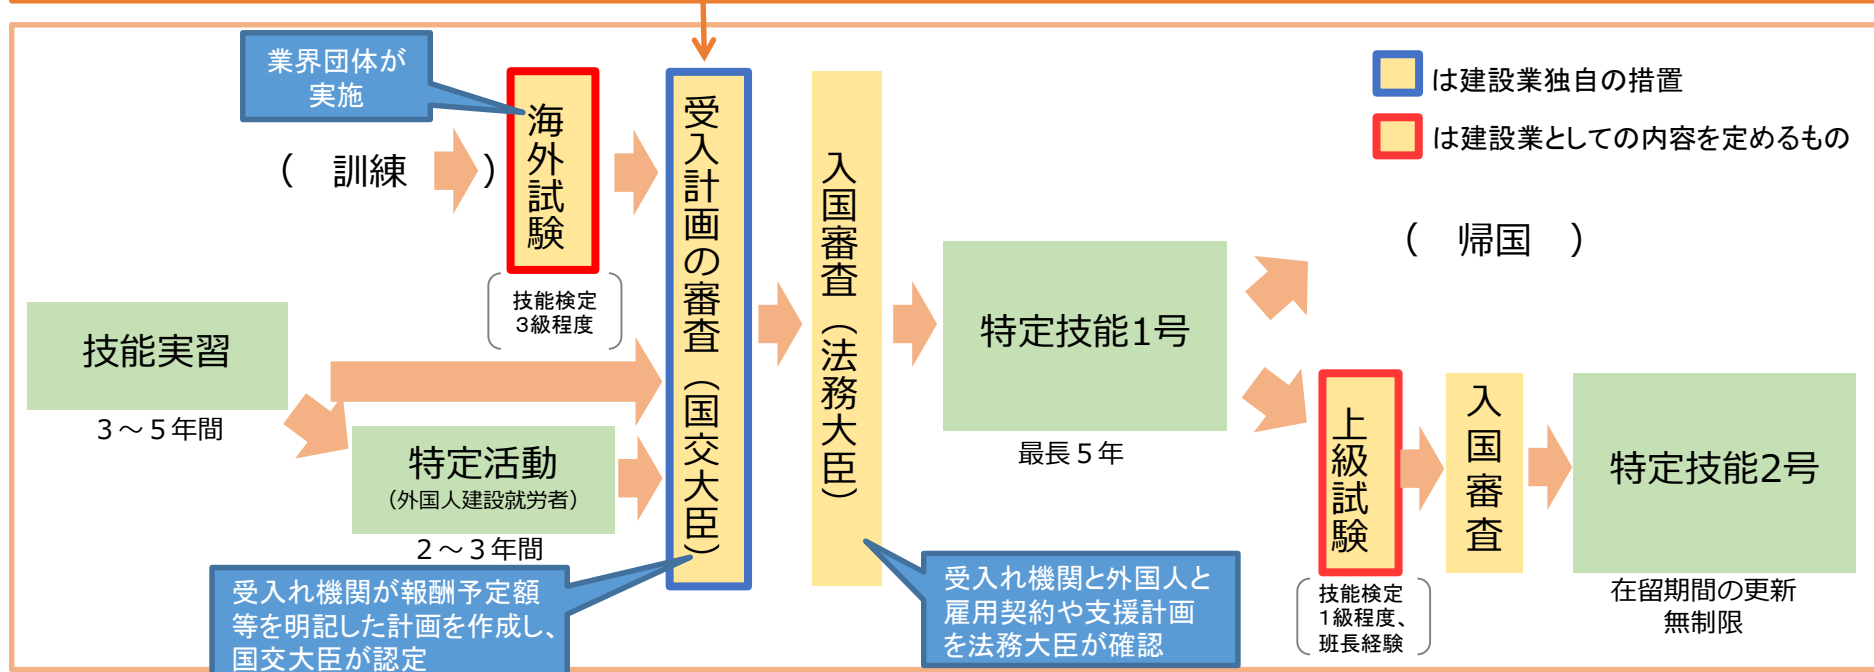 業界団体が
実施
は建設業独自の措置
は建設業としての内容を定めるもの
(　訓練　)
海外試験
技能検定
3級程度
受入計画の審査（国交大臣）
入国審査（法務大臣）
技能実習
３～５年間
特定活動
(外国人建設就労者)
２～３年間
特定技能1号
最長５年
(　帰国　)
上級試験
技能検定
1級程度、
班長経験
入国審査
特定技能2号
在留期間の更新
無制限
受入れ機関が報酬予定額
等を明記した計画を作成し、
国交大臣が認定
受入れ機関と外国人と
雇用契約や支援計画
を法務大臣が確認